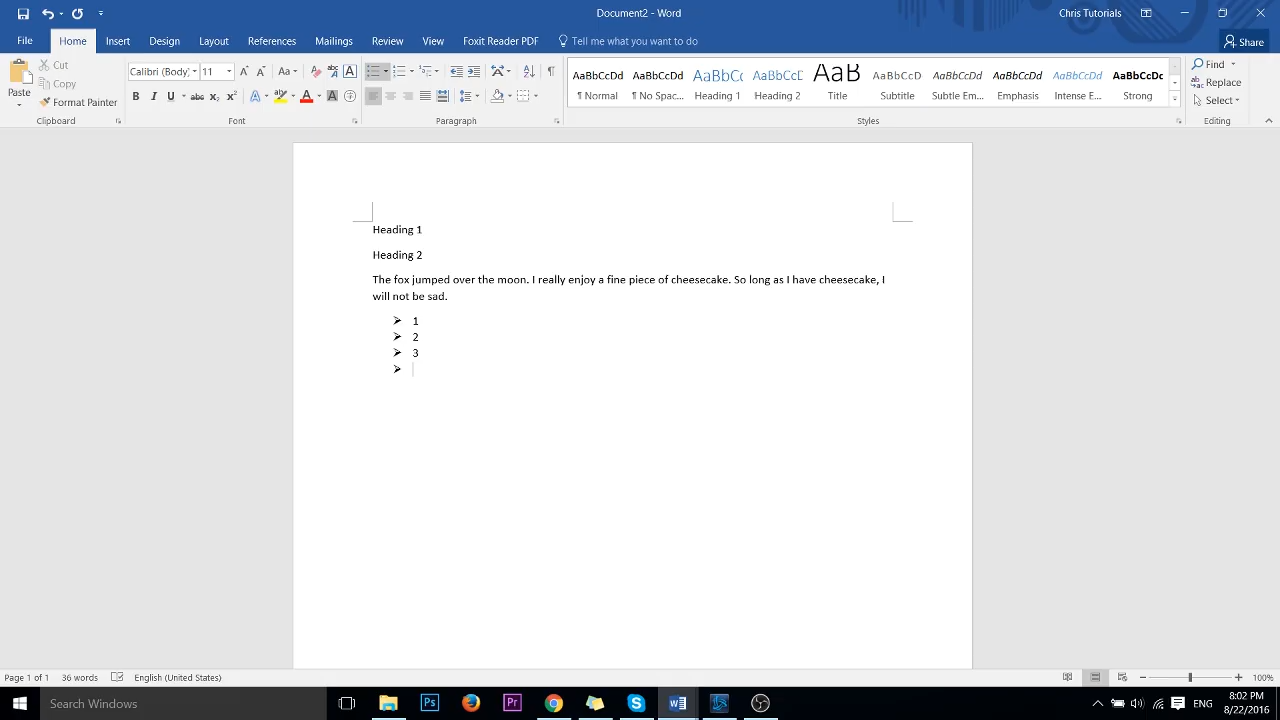 Document2 - Word
Chris Tutorials
File Home Insert Design Layout References Mailings Review View Foxit Reader PDF Tell me what you want to do Share
Paste
Cut
Copy
Format Painter
Clipboard
Calibri (Body) 11
Font
Paragraph
AaBbCcDd AaBbCcDd AaBbCc AaBbCcD AaB AaBbCcD AaBbCcDd AaBbCcDd AaBbCcDd AaBbCcDc
¶ Normal ¶ No Spac... Heading 1 Heading 2 Title Subtitle Subtle Em... Emphasis Intense E... Strong
Styles
Find
Replace
Select
Editing
Heading 1
Heading 2
The fox jumped over the moon. I really enjoy a fine piece of cheesecake. So long as I have cheesecake, I
will not be sad.
➢ 1
➢ 2
➢ 3
➢
Page 1 of 1 36 words English (United States) 100%
Search Windows
ENG
8:02 PM
8/22/2016